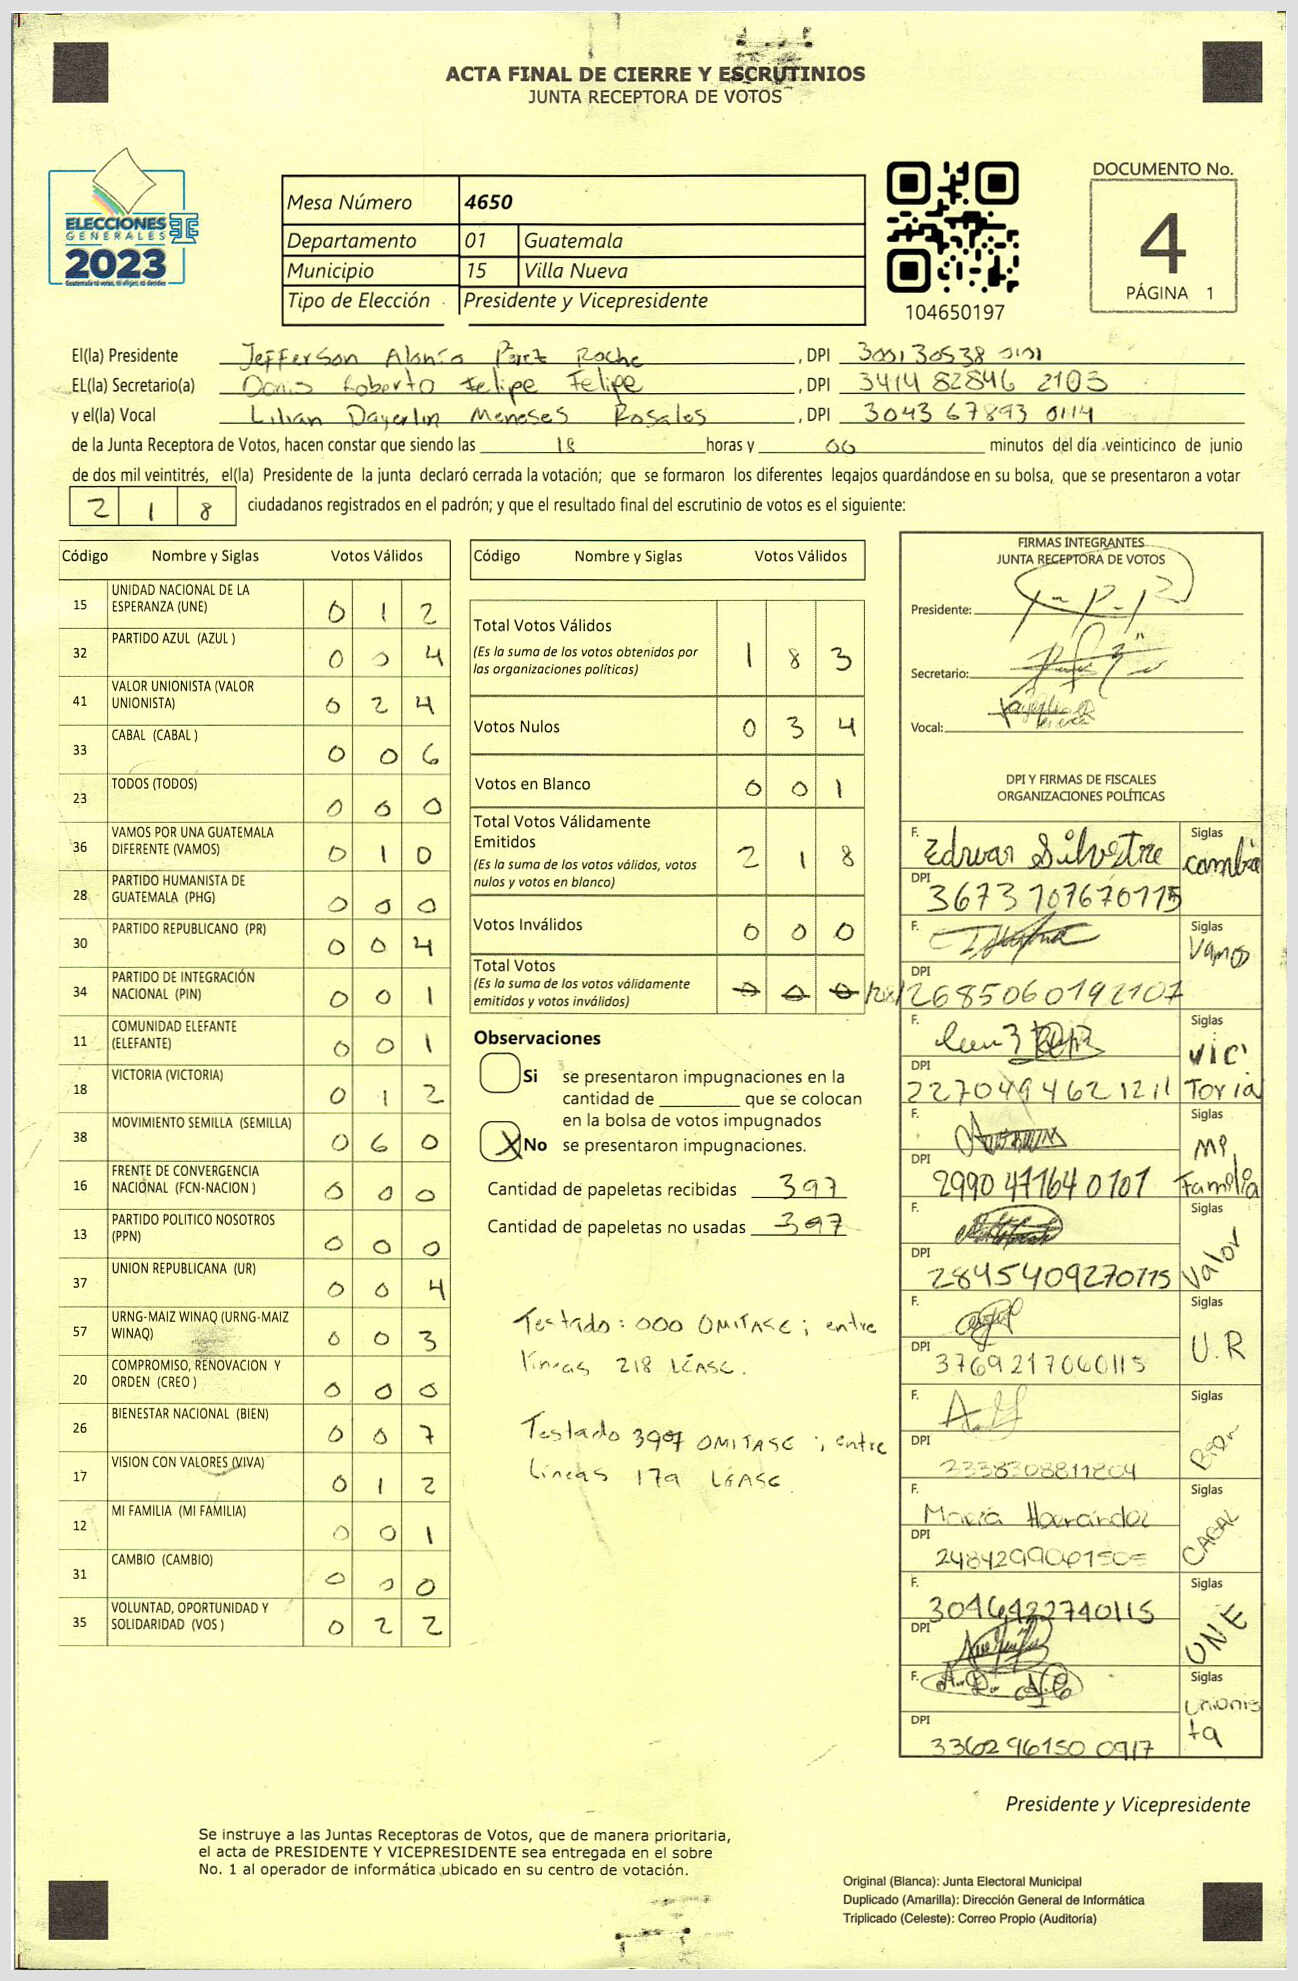 ACTA FINAL DE CIERRE Y ESCRUTINIOS
JUNTA RECEPTORA DE VOTOS
ELECCIONES
GENERALES
2023
Mesa Número 4650
Departamento 01 Guatemala
Municipio 15 Villa Nueva
Tipo de Elección Presidente y Vicepresidente
104650197
DOCUMENTO No.
4
PÁGINA 1
El(la) Presidente Jefferson , DPI
EL(la) Secretario(a) Roberto Felipe Felipe , DPI 3414 82846 2105
y el(la) Vocal Lilian Dayerlin Meneses Rosales , DPI 3043 67893 0114
de la Junta Receptora de Votos, hacen constar que siendo las 18 horas y 00 minutos del día veinticinco de junio
de dos mil veintitrés, el(la) Presidente de la junta declaró cerrada la votación; que se formaron los diferentes legajos guardándose en su bolsa, que se presentaron a votar
218 ciudadanos registrados en el padrón; y que el resultado final del escrutinio de votos es el siguiente:
Código Nombre y Siglas Votos Válidos
15 UNIDAD NACIONAL DE LA ESPERANZA (UNE) 0 1 2
32 PARTIDO AZUL (AZUL ) 0 0 4
41 VALOR UNIONISTA (VALOR UNIONISTA) 0 2 4
33 CABAL (CABAL ) 0 0 6
23 TODOS (TODOS) 0 0 0
36 VAMOS POR UNA GUATEMALA DIFERENTE (VAMOS) 0 1 0
28 PARTIDO HUMANISTA DE GUATEMALA (PHG) 0 0 0
30 PARTIDO REPUBLICANO (PR) 0 0 4
34 PARTIDO DE INTEGRACIÓN NACIONAL (PIN) 0 0 1
11 COMUNIDAD ELEFANTE (ELEFANTE) 0 0 1
18 VICTORIA (VICTORIA) 0 1 2
38 MOVIMIENTO SEMILLA (SEMILLA) 0 6 0
16 FRENTE DE CONVERGENCIA NACIONAL (FCN-NACION ) 0 0 0
13 PARTIDO POLITICO NOSOTROS (PPN) 0 0 0
37 UNION REPUBLICANA (UR) 0 0 4
57 URNG-MAIZ WINAQ (URNG-MAIZ WINAQ) 0 0 3
20 COMPROMISO, RENOVACION Y ORDEN (CREO ) 0 0 0
26 BIENESTAR NACIONAL (BIEN) 0 0 7
17 VISION CON VALORES (VIVA) 0 1 2
12 MI FAMILIA (MI FAMILIA) 0 0 1
31 CAMBIO (CAMBIO) 0 0 0
35 VOLUNTAD, OPORTUNIDAD Y SOLIDARIDAD (VOS ) 0 2 2
Código Nombre y Siglas Votos Válidos
Total Votos Válidos 1 8 3
(Es la suma de los votos obtenidos por
las organizaciones políticas)
Votos Nulos 0 3 4
Votos en Blanco 0 0 1
Total Votos Válidamente
Emitidos 2 1 8
(Es la suma de los votos válidos, votos
nulos y votos en blanco)
Votos Inválidos 0 0 0
Total Votos 0 0 0
(Es la suma de los votos válidamente
emitidos y votos inválidos)
Observaciones
Si se presentaron impugnaciones en la
cantidad de ________ que se colocan
en la bolsa de votos impugnados
X No se presentaron impugnaciones.
Cantidad de papeletas recibidas 397
Cantidad de papeletas no usadas 397
Testado: 000 OMITASE; entre
líneas 218 LÉASE.
Testado 397 OMITASE; entre
líneas 179 LÉASE.
FIRMAS INTEGRANTES
JUNTA RECEPTORA DE VOTOS
Presidente:
Secretario:
Vocal:
DPI Y FIRMAS DE FISCALES
ORGANIZACIONES POLÍTICAS
F. Edwar Silvestre Siglas Cambio
DPI 3673 107670115
F. Siglas Vamos
DPI 2685060192107
F. Siglas Victoria
DPI 2270494621211
F. Siglas Mi Familia
DPI 2990 47164 0101
F. Siglas Valor
DPI 2845409270115
F. Siglas U.R
DPI 3769217060115
F. Siglas Bien
DPI 2338308811804
F. María Hernández Siglas CABAL
DPI
F. 3046422740115 Siglas UNE
DPI
F. Siglas Unionista
DPI 3362 96150 0917
Presidente y Vicepresidente
Se instruye a las Juntas Receptoras de Votos, que de manera prioritaria,
el acta de PRESIDENTE Y VICEPRESIDENTE sea entregada en el sobre
No. 1 al operador de informática ubicado en su centro de votación.
Original (Blanca): Junta Electoral Municipal
Duplicado (Amarilla): Dirección General de Informática
Triplicado (Celeste): Correo Propio (Auditoría)